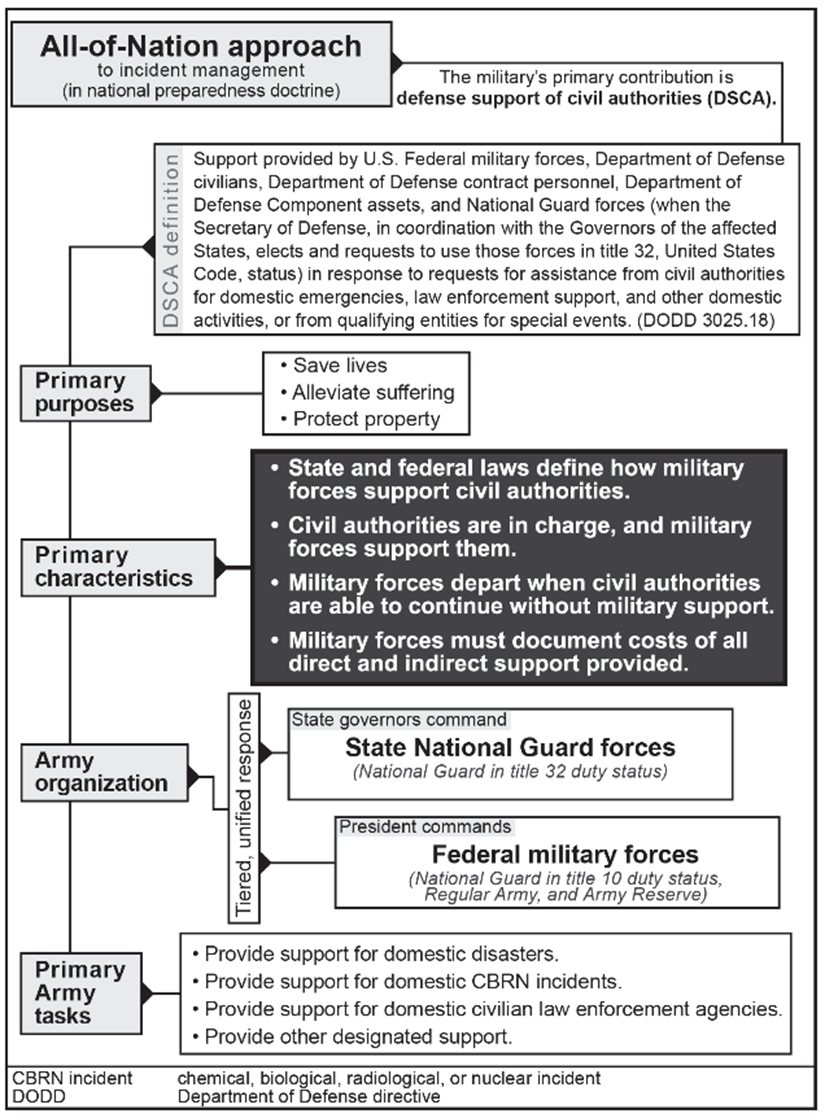 All-of-Nation approach
to incident management
(in national preparedness doctrine)
The military's primary contribution is
defense support of civil authorities (DSCA).
DSCA definition
Support provided by U.S. Federal military forces, Department of Defense
civilians, Department of Defense contract personnel, Department of
Defense Component assets, and National Guard forces (when the
Secretary of Defense, in coordination with the Governors of the affected
States, elects and requests to use those forces in title 32, United States
Code, status) in response to requests for assistance from civil authorities
for domestic emergencies, law enforcement support, and other domestic
activities, or from qualifying entities for special events. (DODD 3025.18)
Primary
purposes
• Save lives
• Alleviate suffering
• Protect property
Primary
characteristics
• State and federal laws define how military
forces support civil authorities.
• Civil authorities are in charge, and military
forces support them.
• Military forces depart when civil authorities
are able to continue without military support.
• Military forces must document costs of all
direct and indirect support provided.
Army
organization
Tiered, unified response
State governors command
State National Guard forces
(National Guard in title 32 duty status)
President commands
Federal military forces
(National Guard in title 10 duty status,
Regular Army, and Army Reserve)
Primary
Army
tasks
• Provide support for domestic disasters.
• Provide support for domestic CBRN incidents.
• Provide support for domestic civilian law enforcement agencies.
• Provide other designated support.
CBRN incident chemical, biological, radiological, or nuclear incident
DODD Department of Defense directive